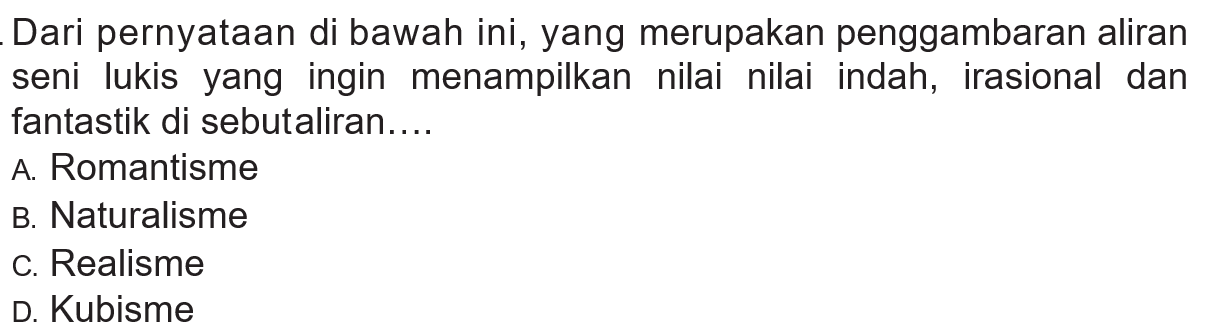 . Dari pernyataan di bawah ini, yang merupakan penggambaran aliran
seni lukis yang ingin menampilkan nilai nilai indah, irasional dan
fantastik di sebutaliran....
A. Romantisme
B. Naturalisme
C. Realisme
D. Kubisme